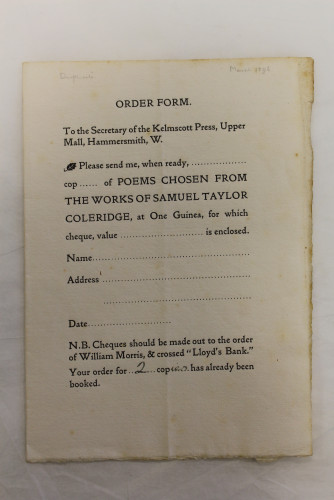 ORDER FORM.
To the Secretary of the Kelmscott Press, Upper
Mall, Hammersmith, W.
Please send me, when ready, ..................
cop ...... of POEMS CHOSEN FROM
THE WORKS OF SAMUEL TAYLOR
COLERIDGE, at One Guinea, for which
cheque, value ........................... is enclosed.
Name ..................................................
Address ...............................................
...............................................
Date ...........................
N.B. Cheques should be made out to the order
of William Morris, & crossed "Lloyd's Bank."
Your order for ..2.. copies has already been
booked.